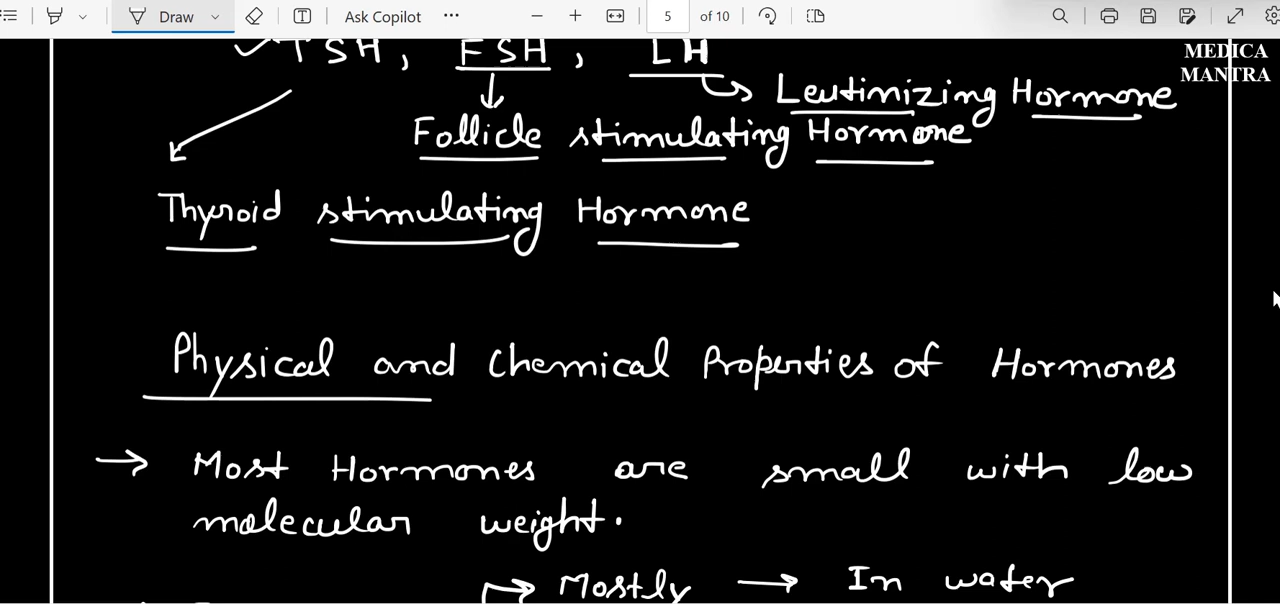 Draw
Ask Copilot
5 of 10
MEDICA
MANTRA
TSH, FSH, LH
Leutinizing Hormone
Follicle stimulating Hormone
Thyroid stimulating Hormone
Physical and Chemical Properties of Hormones
→ Most Hormones are small with low
molecular weight.
→ Mostly → In water